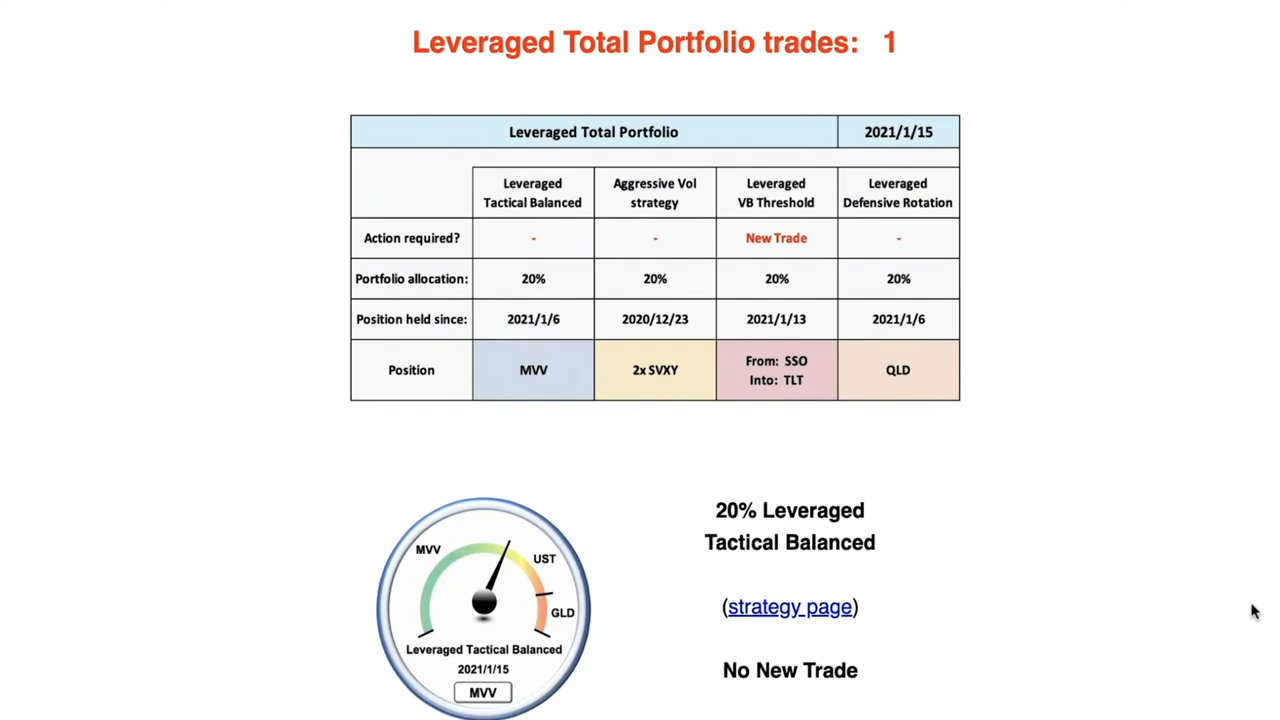 Leveraged Total Portfolio trades: 1
Leveraged Total Portfolio 2021/1/15
Leveraged Tactical Balanced
Aggressive Vol strategy
Leveraged VB Threshold
Leveraged Defensive Rotation
Action required? - - New Trade -
Portfolio allocation: 20% 20% 20% 20%
Position held since: 2021/1/6 2020/12/23 2021/1/13 2021/1/6
Position MVV 2x SVXY From: SSO Into: TLT QLD
MVV
UST
GLD
Leveraged Tactical Balanced
2021/1/15
MVV
20% Leveraged
Tactical Balanced
(strategy page)
No New Trade